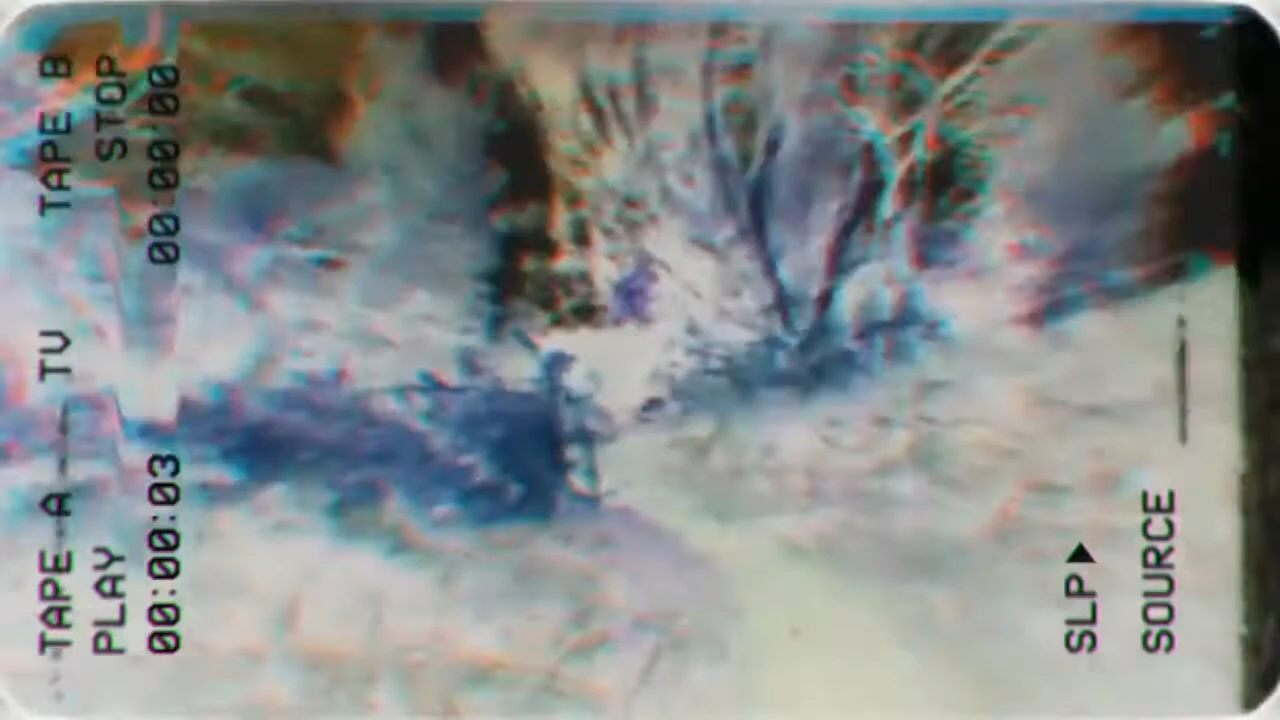 TAPE A TV TAPE B
PLAY STOP
00:00:03 00:00:00
SLP▶
SOURCE